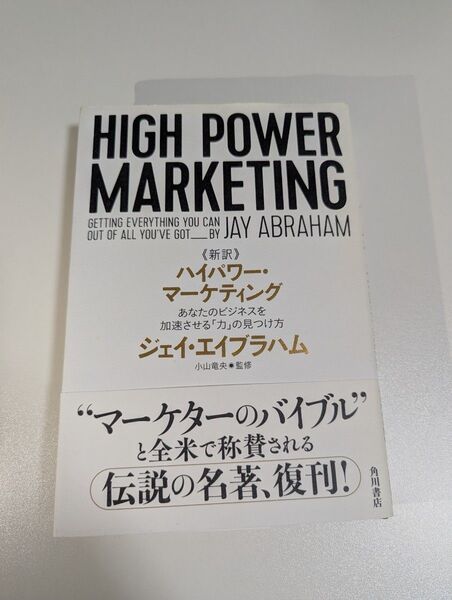 HIGH POWER
MARKETING
GETTING EVERYTHING YOU CAN
OUT OF ALL YOU'VE GOT___BY JAY ABRAHAM
《新訳》
ハイパワー・
マーケティング
あなたのビジネスを
加速させる「力」の見つけ方
ジェイ・エイブラハム
小山竜央◉監修
“マーケターのバイブル”
と全米で称賛される
伝説の名著、復刊!
角川書店